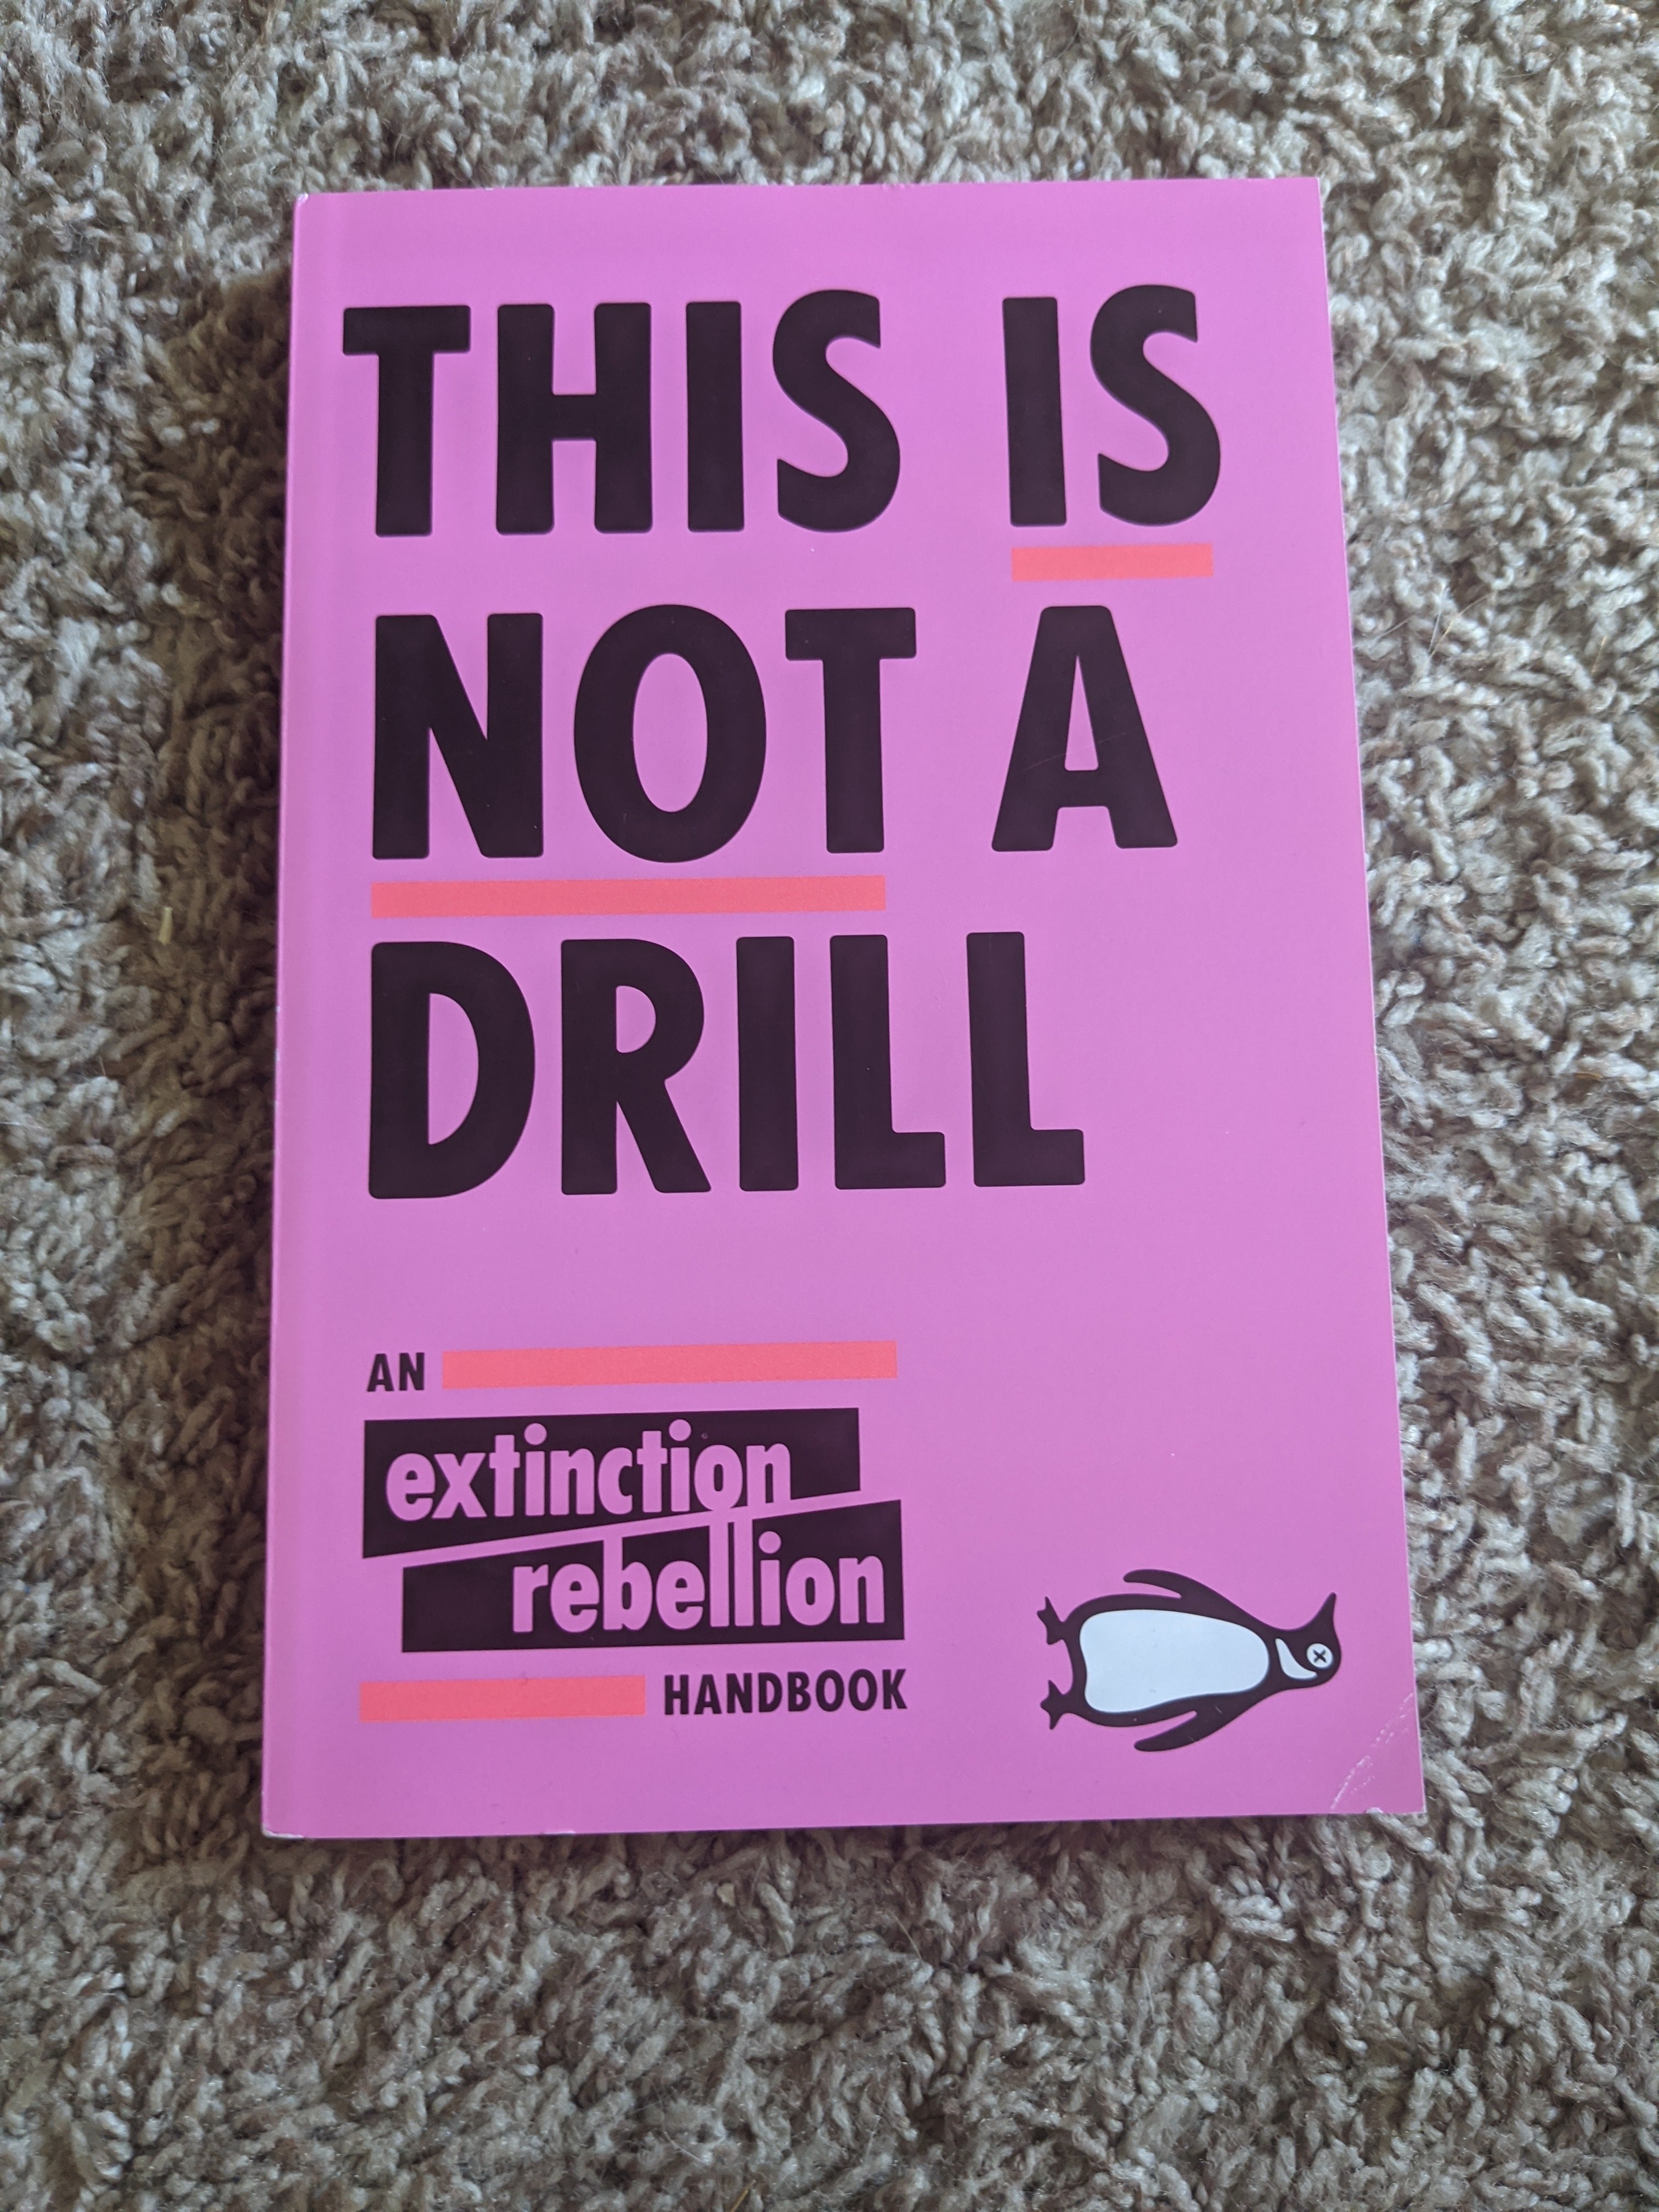 THIS IS
NOT A
DRILL
AN
extinction
rebellion
HANDBOOK